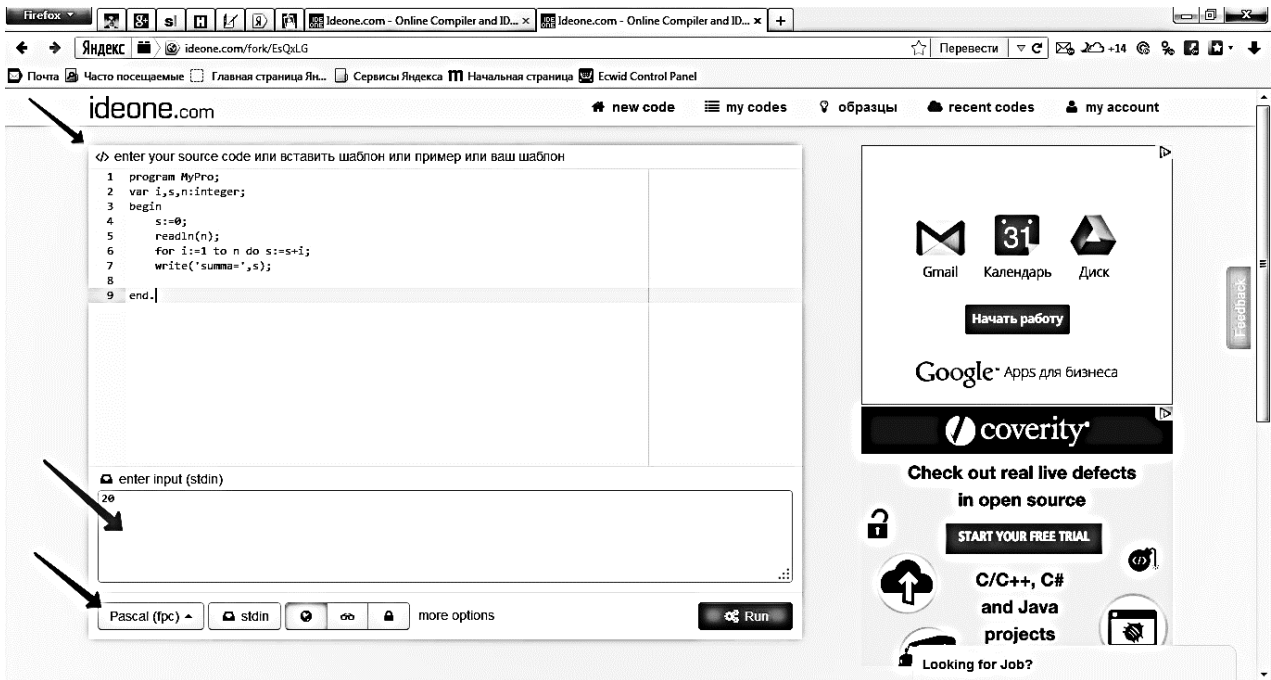 Firefox
Ideone.com - Online Compiler and ID... ×
Ideone.com - Online Compiler and ID... ×
+
Яндекс
ideone.com/fork/EsQxLG
Перевести
+14
Почта
Часто посещаемые
Главная страница Ян...
Сервисы Яндекса
Начальная страница
Ecwid Control Panel
ideone.com
new code
my codes
образцы
recent codes
my account
</> enter your source code или вставить шаблон или пример или ваш шаблон
1 program MyPro;
2 var i,s,n:integer;
3 begin
4 s:=0;
5 readln(n);
6 for i:=1 to n do s:=s+i;
7 write('summa=',s);
8
9 end.
enter input (stdin)
20
Pascal (fpc)
stdin
more options
Run
31
Gmail
Календарь
Диск
Начать работу
Google Apps для бизнеса
Feedback
coverity
Check out real live defects
in open source
START YOUR FREE TRIAL
C/C++, C#
and Java
projects
Looking for Job?